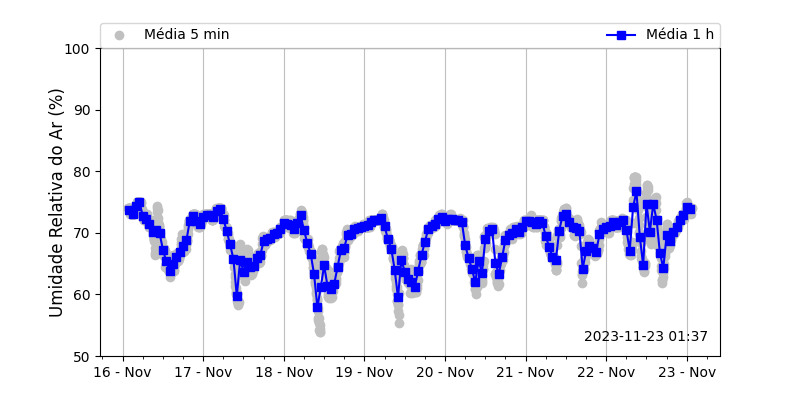 Média 5 min
Média 1 h
100
90
80
70
60
50
Umidade Relativa do Ar (%)
2023-11-23 01:37
16 - Nov
17 - Nov
18 - Nov
19 - Nov
20 - Nov
21 - Nov
22 - Nov
23 - Nov